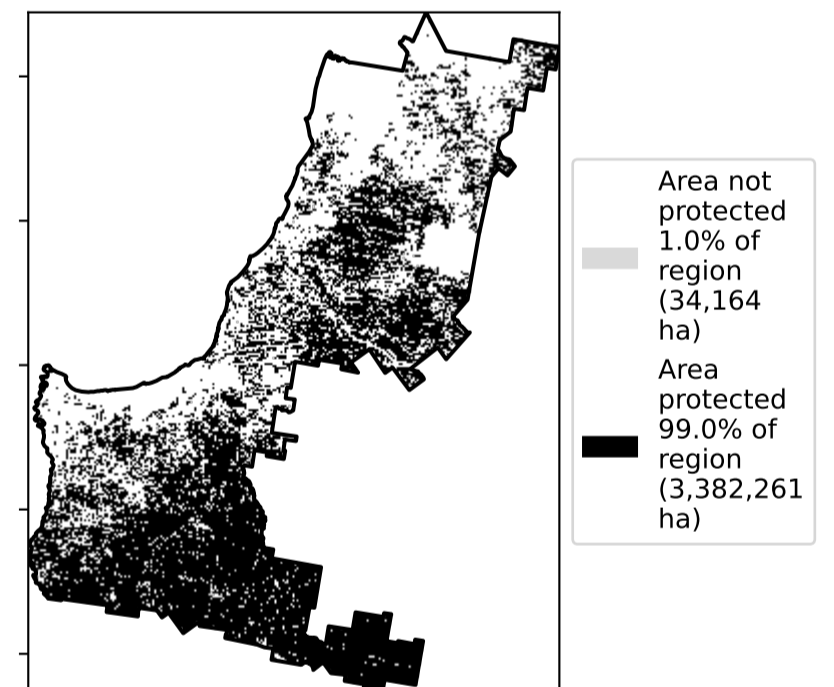 Area not
protected
1.0% of
region
(34,164
ha)
Area
protected
99.0% of
region
(3,382,261
ha)